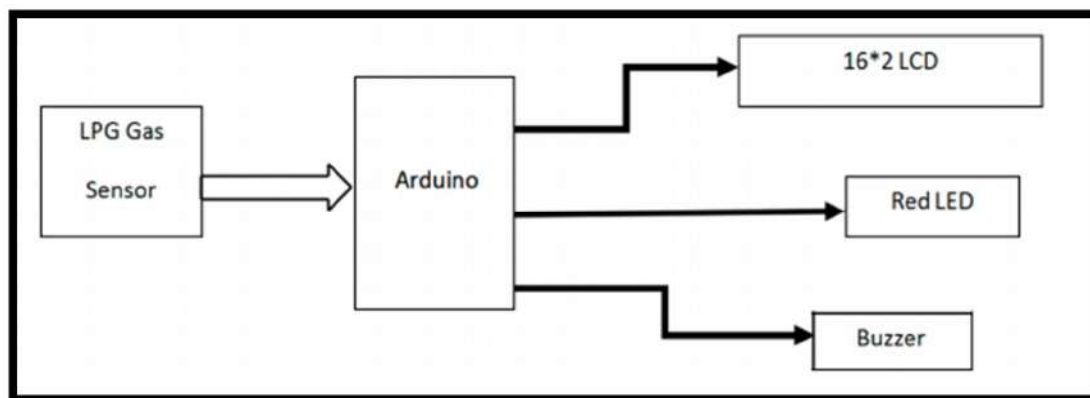 LPG Gas
Sensor
Arduino
16*2 LCD
Red LED
Buzzer